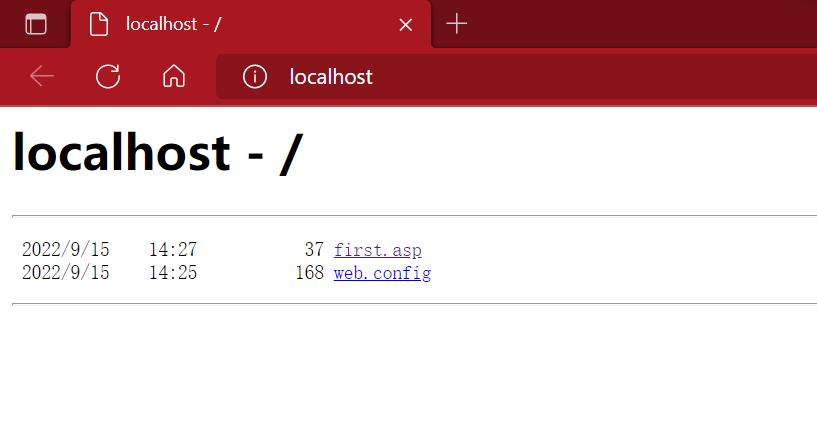 localhost - /
localhost
localhost - /
2022/9/15 14:27 37 first.asp
2022/9/15 14:25 168 web.config